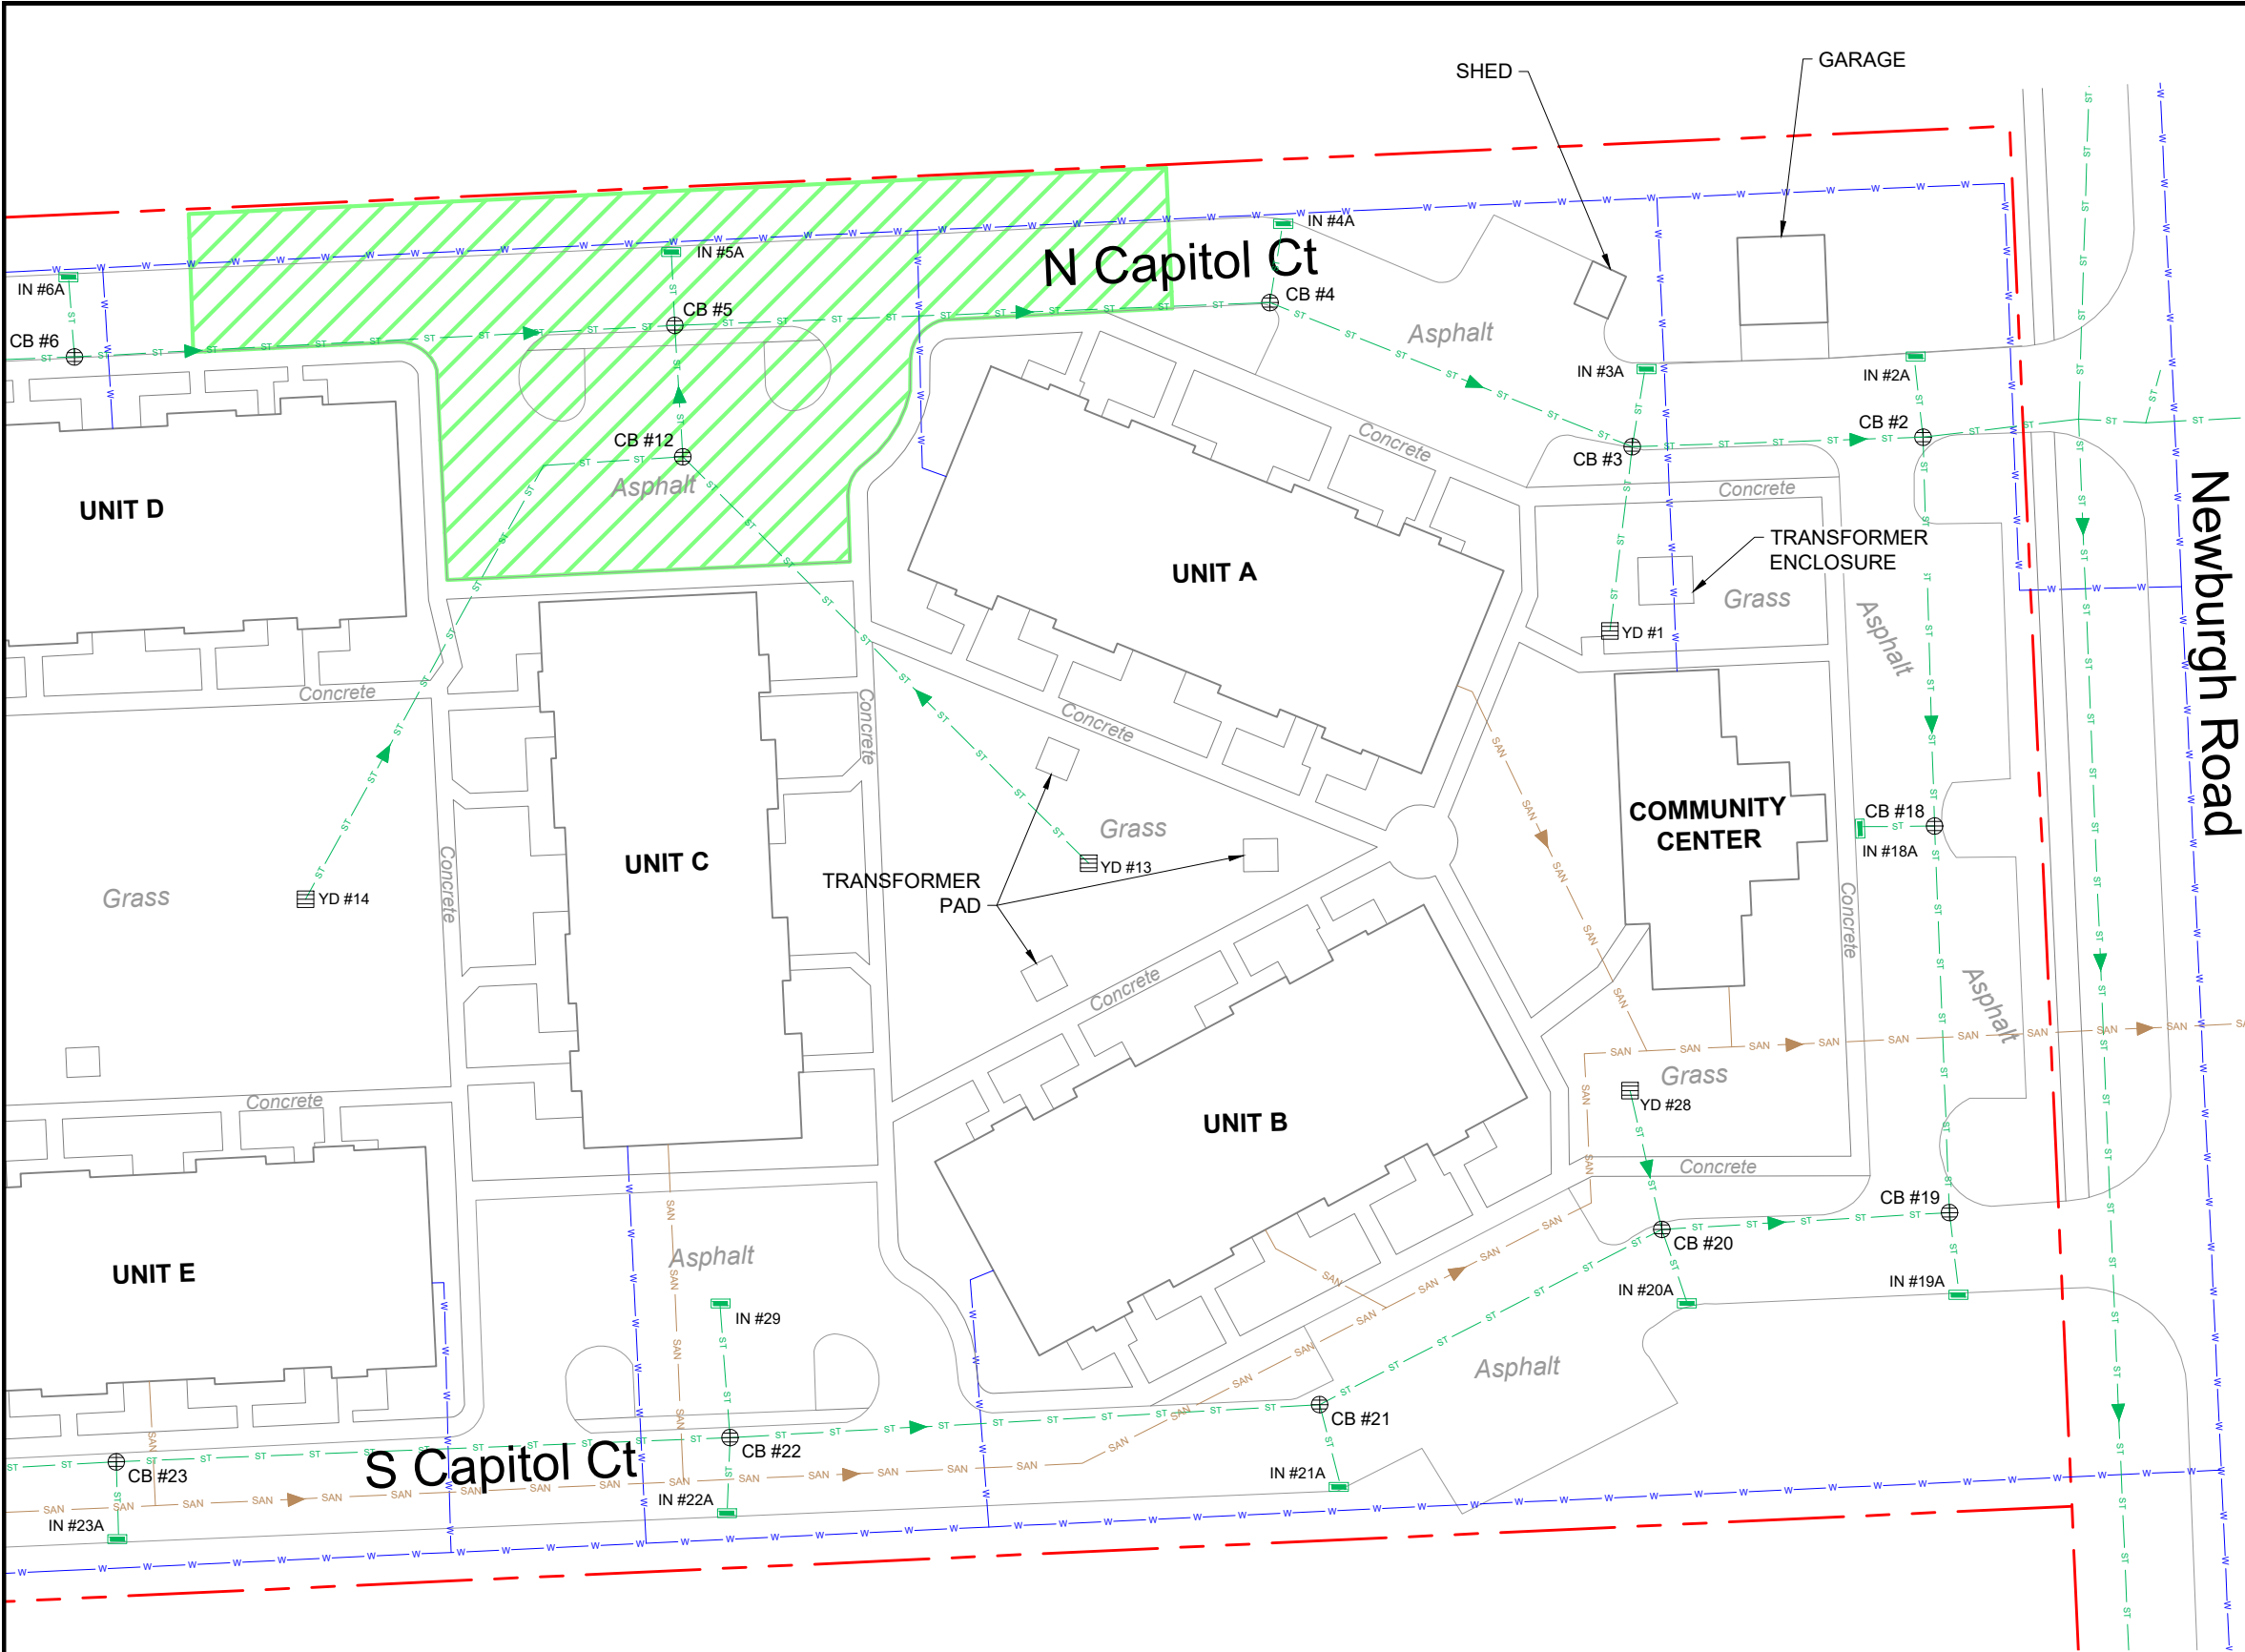 SHED
GARAGE
IN #4A
N Capitol Ct
IN #5A
IN #6A
CB #4
CB #5
CB #6
Asphalt
IN #3A
IN #2A
CB #2
CB #12
Concrete
CB #3
Asphalt
Concrete
UNIT D
Newburgh Road
TRANSFORMER
ENCLOSURE
UNIT A
Grass
Asphalt
YD #1
Concrete
Concrete
Concrete
COMMUNITY
CENTER
CB #18
IN #18A
Grass
UNIT C
YD #13
TRANSFORMER
PAD
YD #14
Grass
Concrete
Concrete
Concrete
Asphalt
Grass
YD #28
Concrete
UNIT B
Concrete
CB #19
CB #20
Asphalt
UNIT E
IN #19A
IN #20A
IN #29
Asphalt
CB #21
CB #22
S Capitol Ct
CB #23
IN #21A
IN #22A
IN #23A
W
ST
SAN